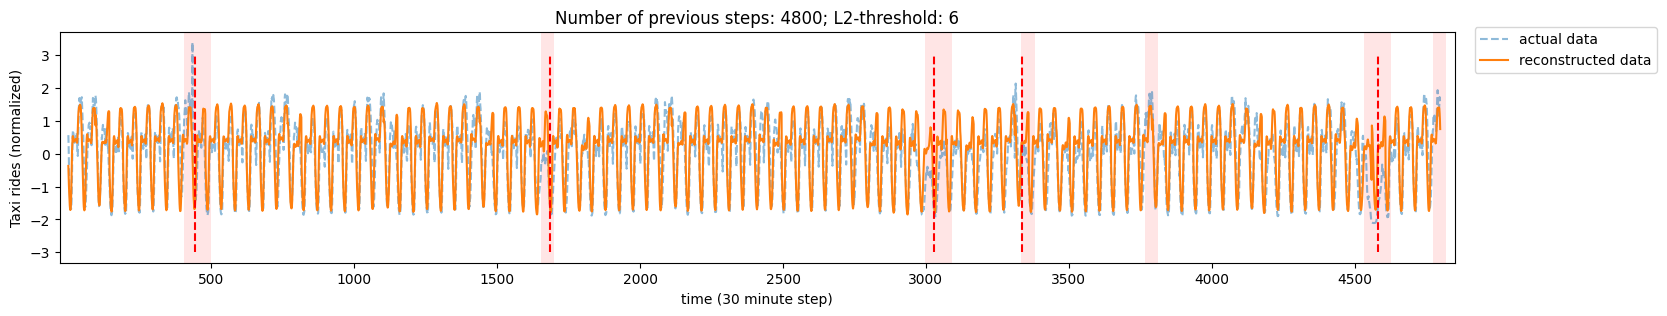 Number of previous steps: 4800; L2-threshold: 6
actual data
reconstructed data
Taxi rides (normalized)
3
2
1
0
−1
−2
−3
500 1000 1500 2000 2500 3000 3500 4000 4500
time (30 minute step)